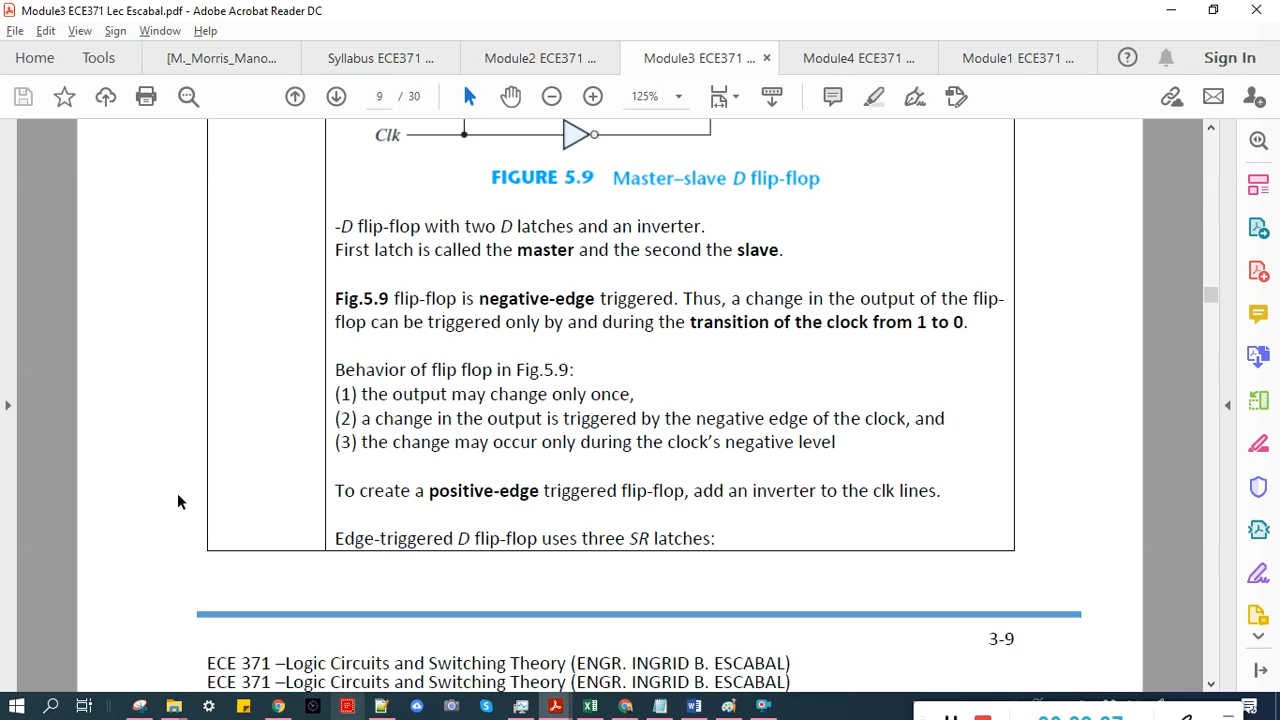 Module3 ECE371 Lec Escabal.pdf - Adobe Acrobat Reader DC
File Edit View Sign Window Help
Home Tools [M._Morris_Mano... Syllabus ECE371 ... Module2 ECE371 ... Module3 ECE371 ... × Module4 ECE371 ... Module1 ECE371 ... Sign In
9 / 30 125%
Clk
FIGURE 5.9 Master–slave D flip-flop
-D flip-flop with two D latches and an inverter.
First latch is called the master and the second the slave.
Fig.5.9 flip-flop is negative-edge triggered. Thus, a change in the output of the flip-
flop can be triggered only by and during the transition of the clock from 1 to 0.
Behavior of flip flop in Fig.5.9:
(1) the output may change only once,
(2) a change in the output is triggered by the negative edge of the clock, and
(3) the change may occur only during the clock’s negative level
To create a positive-edge triggered flip-flop, add an inverter to the clk lines.
Edge-triggered D flip-flop uses three SR latches:
3-9
ECE 371 –Logic Circuits and Switching Theory (ENGR. INGRID B. ESCABAL)
ECE 371 –Logic Circuits and Switching Theory (ENGR. INGRID B. ESCABAL)